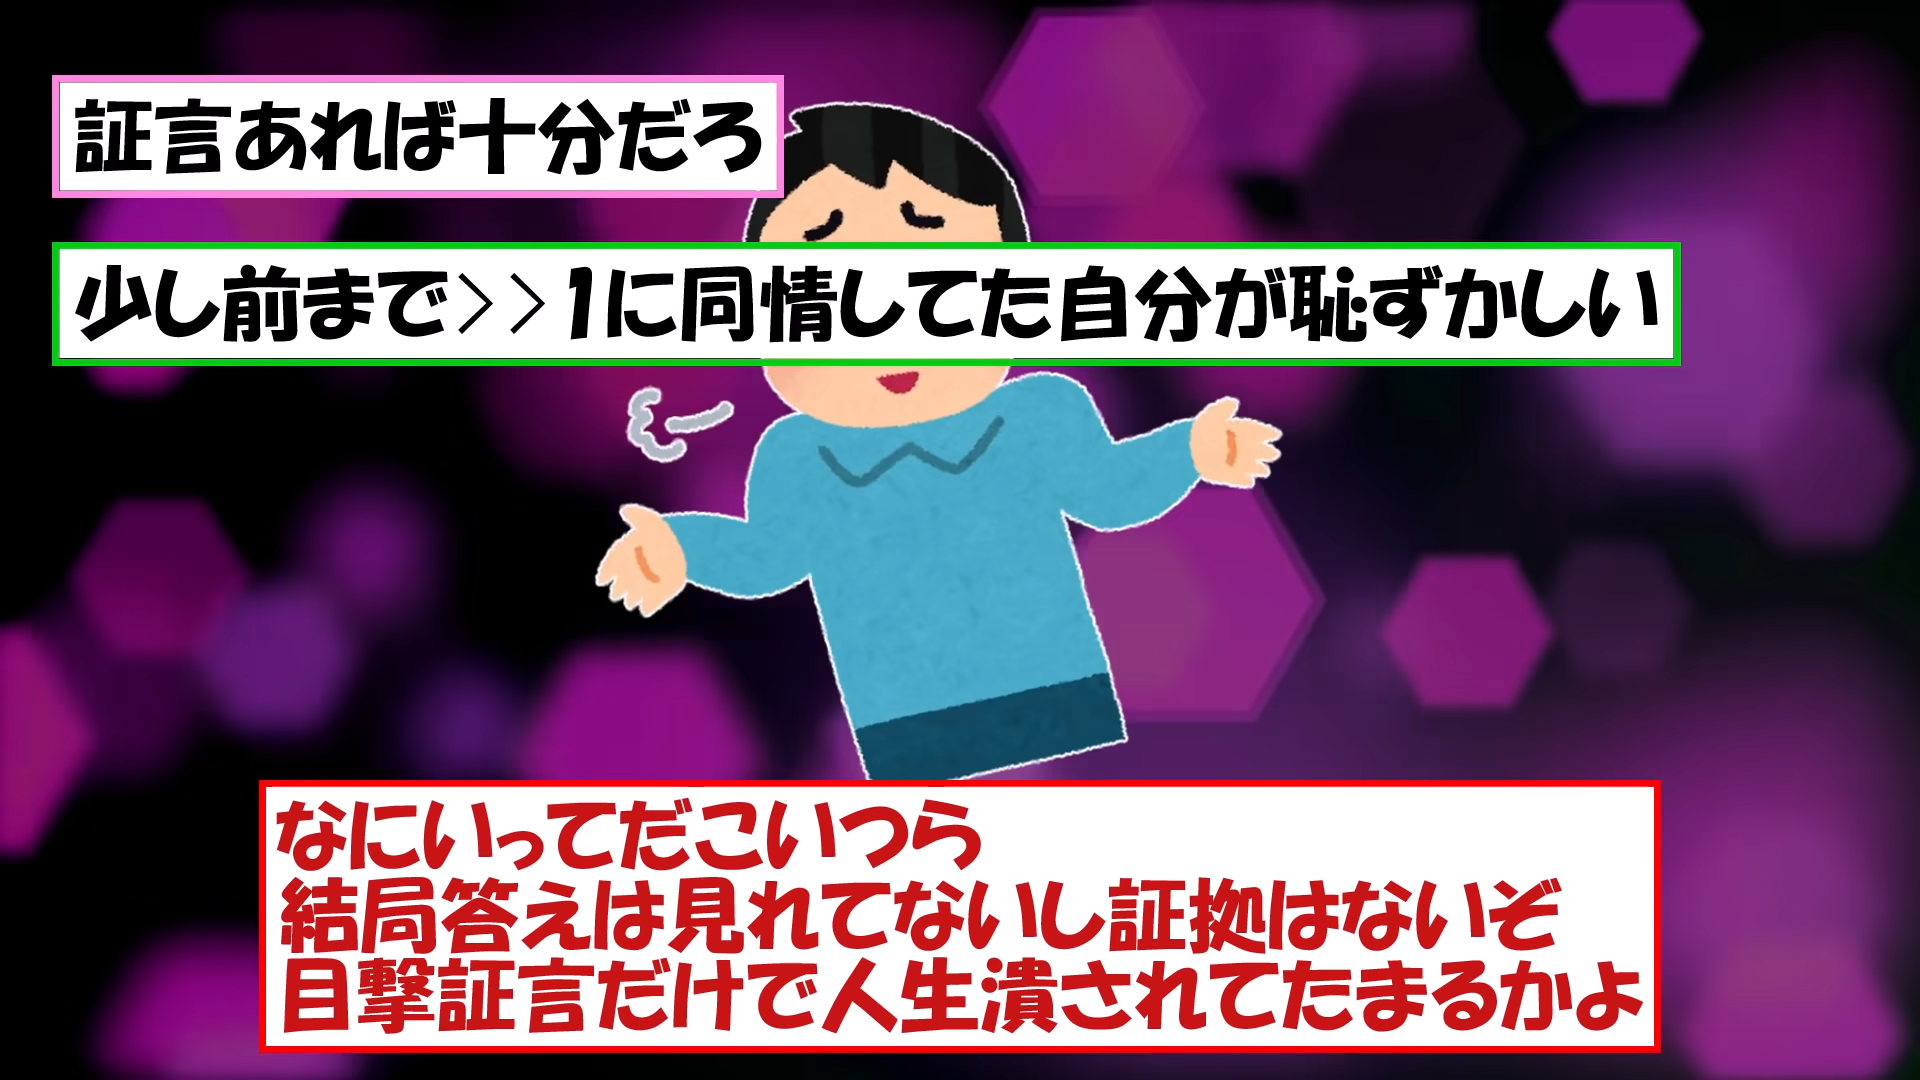 証言あれば十分だろ
少し前まで>>1に同情してた自分が恥ずかしい
なにいってだこいつら
結局答えは見れてないし証拠はないぞ
目撃証言だけで人生潰されてたまるかよ